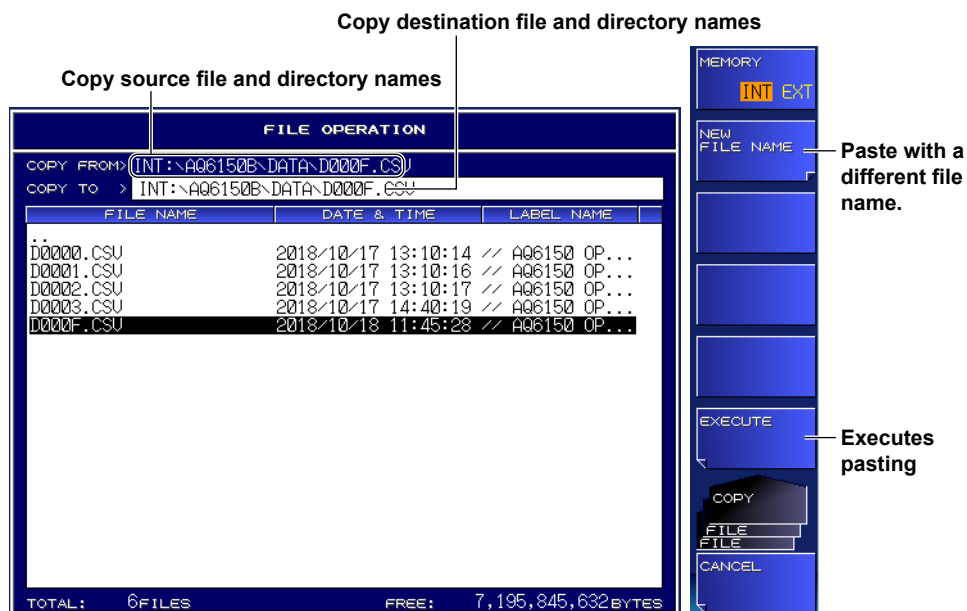 Copy destination file and directory names
Copy source file and directory names
FILE OPERATION
COPY FROM> INT:\AQ6150B\DATA\D000F.CSV
COPY TO > INT:\AQ6150B\DATA\D000F.CSV
FILE NAME DATE & TIME LABEL NAME
..
D0000.CSV 2018/10/17 13:10:14 // AQ6150 OP...
D0001.CSV 2018/10/17 13:10:16 // AQ6150 OP...
D0002.CSV 2018/10/17 13:10:17 // AQ6150 OP...
D0003.CSV 2018/10/17 14:40:19 // AQ6150 OP...
D000F.CSV 2018/10/18 11:45:28 // AQ6150 OP...
TOTAL: 6FILES FREE: 7,195,845,632 BYTES
MEMORY
INT EXT
NEW
FILE NAME
Paste with a
different file
name.
EXECUTE
Executes
pasting
COPY
FILE
FILE
CANCEL